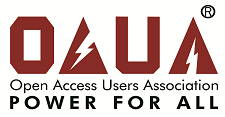 OAUA®
Open Access Users Association
POWER FOR ALL